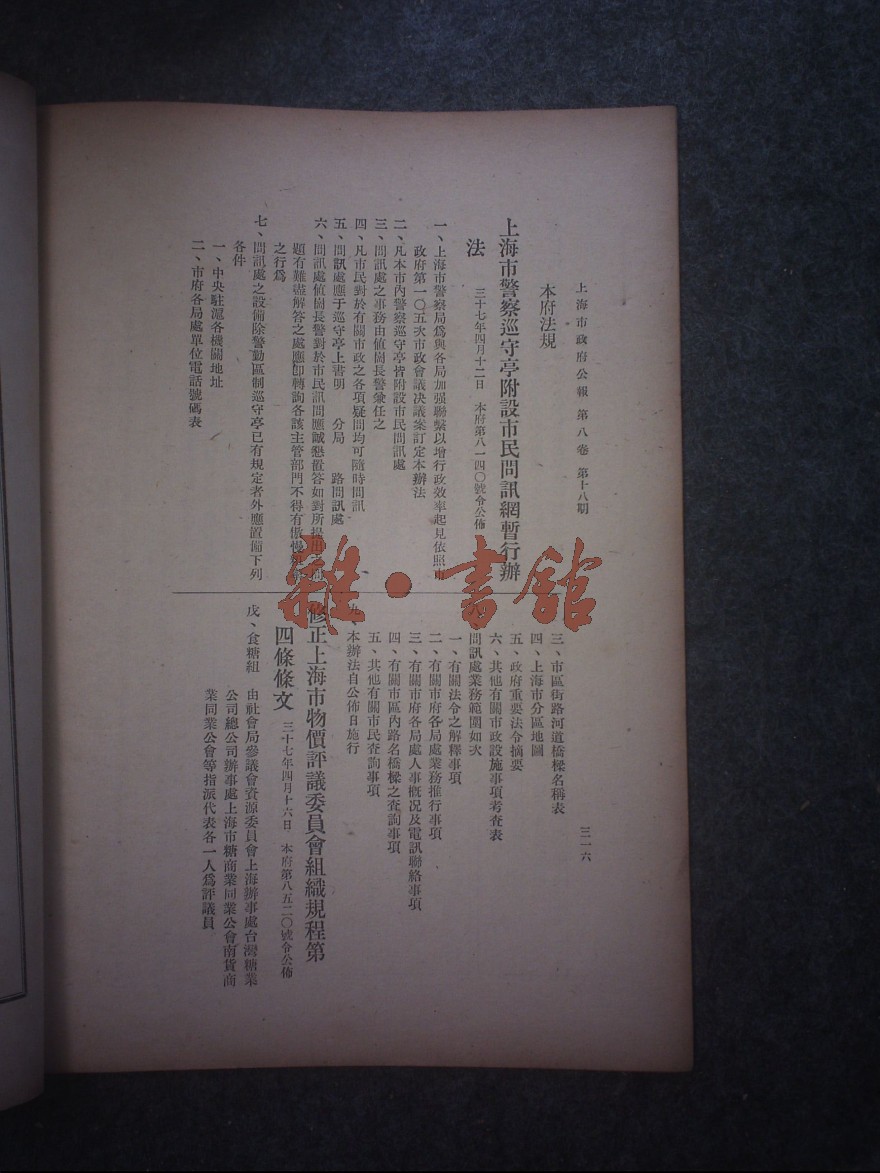 上海市政府公報 第八卷 第十八期
三一六
本府法規
上海市警察巡守亭附設市民問訊網暫行辦
法 三十七年四月十二日 本府第八一四〇號令公佈
一、上海市警察局為與各局加强聯繫以增行政效率起見依照市
政府第一〇五次市政會議決議案訂定本辦法
二、凡本市內警察巡守亭皆附設市民問訊處
三、問訊處之事務由値崗長警兼任之
四、凡市民對於有關市政之各項疑問均可隨時問訊
五、問訊處應于巡守亭上書明 分局 路問訊處
六、問訊處値崗長警對於市民訊問應誠懇置答如對所提出
題有難盡解答之處應卽轉詢各該主管部門不得有傲慢
之行為
七、問訊處之設備除警勤區制巡守亭已有規定者外應置備下列
各件
一、中央駐滬各機關地址
二、市府各局處單位電話號碼表
三、市區街路河道橋樑名稱表
四、上海市分區地圖
五、政府重要法令摘要
六、其他有關市政設施事項考查表
問訊處業務範圍如次
一、有關法令之解釋事項
二、有關市府各局處業務推行事項
三、有關市府各局處人事概况及電訊聯絡事項
四、有關市區內路名橋樑之查詢事項
五、其他有關市民查詢事項
九、本辦法自公佈日施行
修正上海市物價評議委員會組織規程第
四條條文 三十七年四月十六日 本府第八五二〇號令公佈
戊、食糖組 由社會局參議會資源委員會上海辦事處台灣糖業
公司總公司辦事處上海市糖商業同業公會南貨商
業同業公會等指派代表各一人為評議員
雜·書館